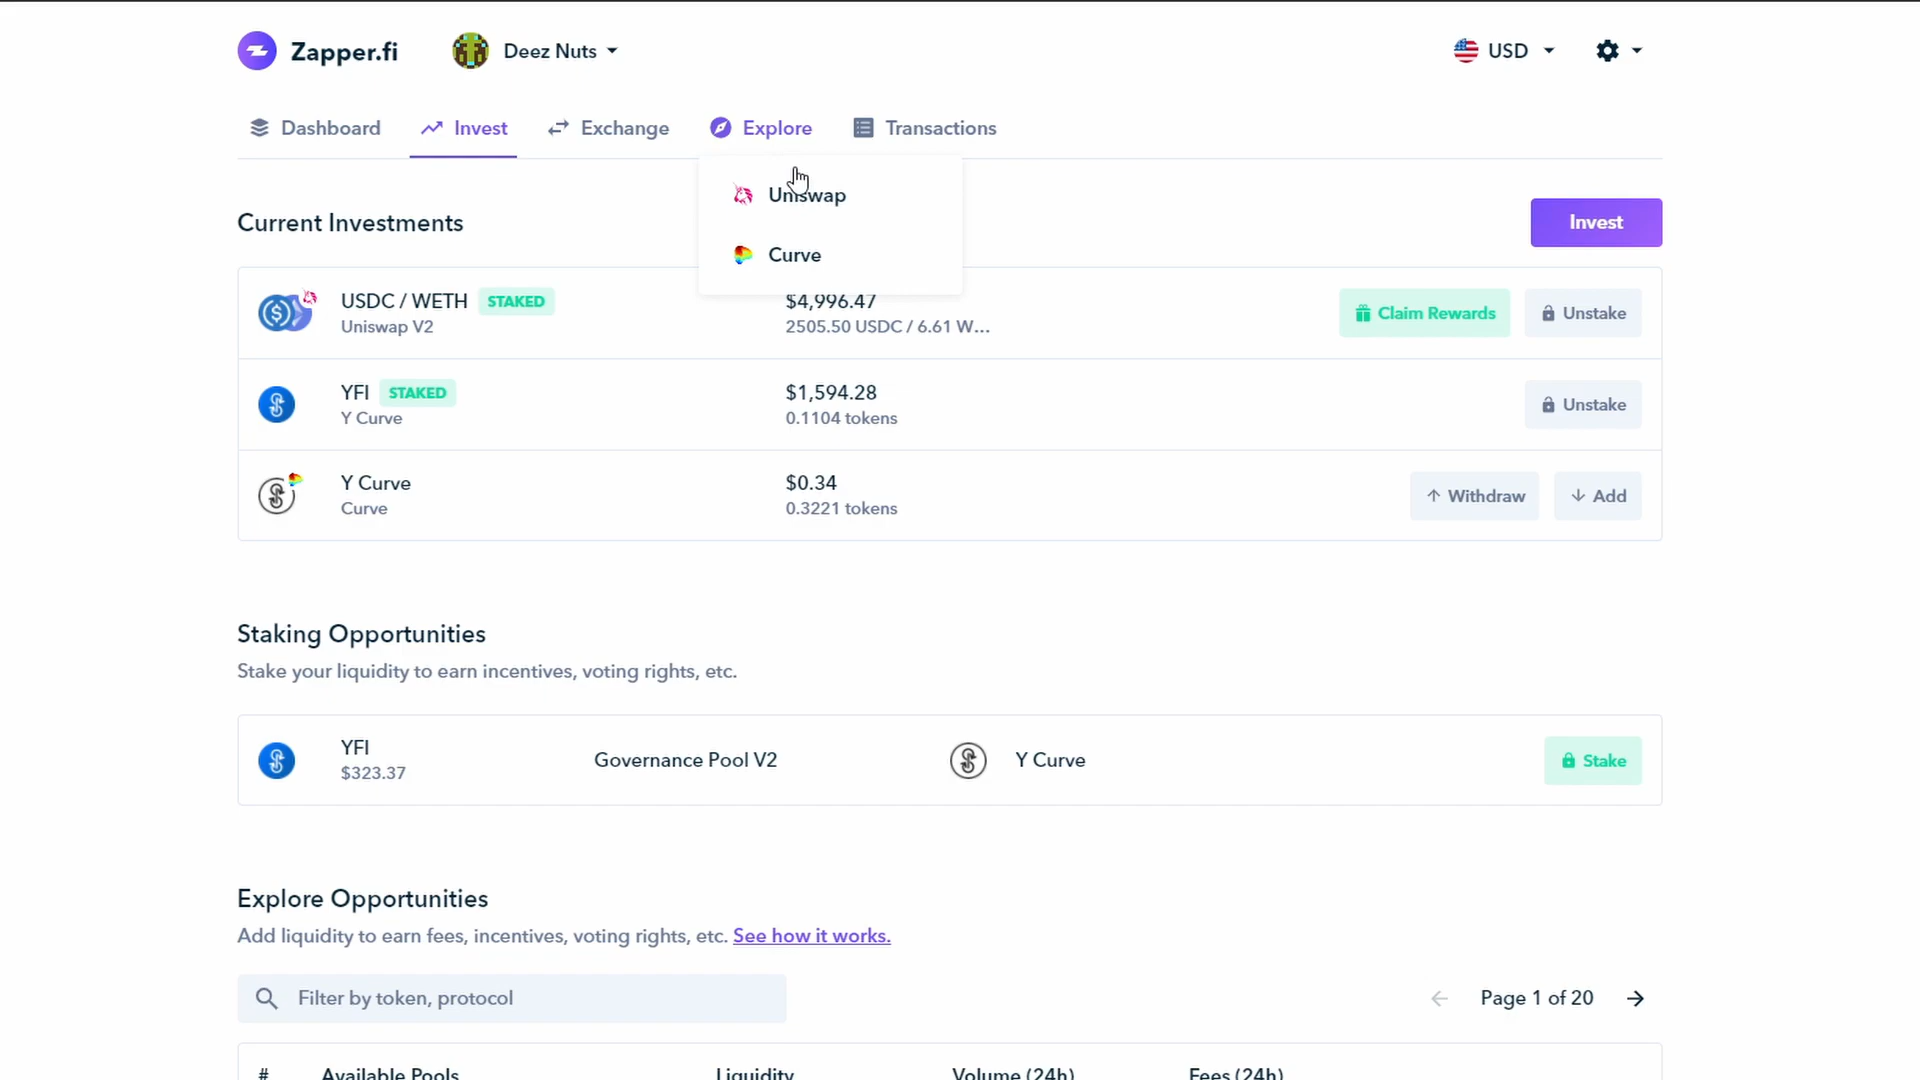 Zapper.fi
Deez Nuts
USD
Dashboard
Invest
Exchange
Explore
Transactions
Uniswap
Curve
Current Investments
Invest
USDC / WETH STAKED
Uniswap V2
$4,996.47
2505.50 USDC / 6.61 W...
Claim Rewards
Unstake
YFI STAKED
Y Curve
$1,594.28
0.1104 tokens
Unstake
Y Curve
Curve
$0.34
0.3221 tokens
Withdraw
Add
Staking Opportunities
Stake your liquidity to earn incentives, voting rights, etc.
YFI
$323.37
Governance Pool V2
Y Curve
Stake
Explore Opportunities
Add liquidity to earn fees, incentives, voting rights, etc. See how it works.
Filter by token, protocol
Page 1 of 20
# Available Pools Liquidity Volume (24h) Fees (24h)